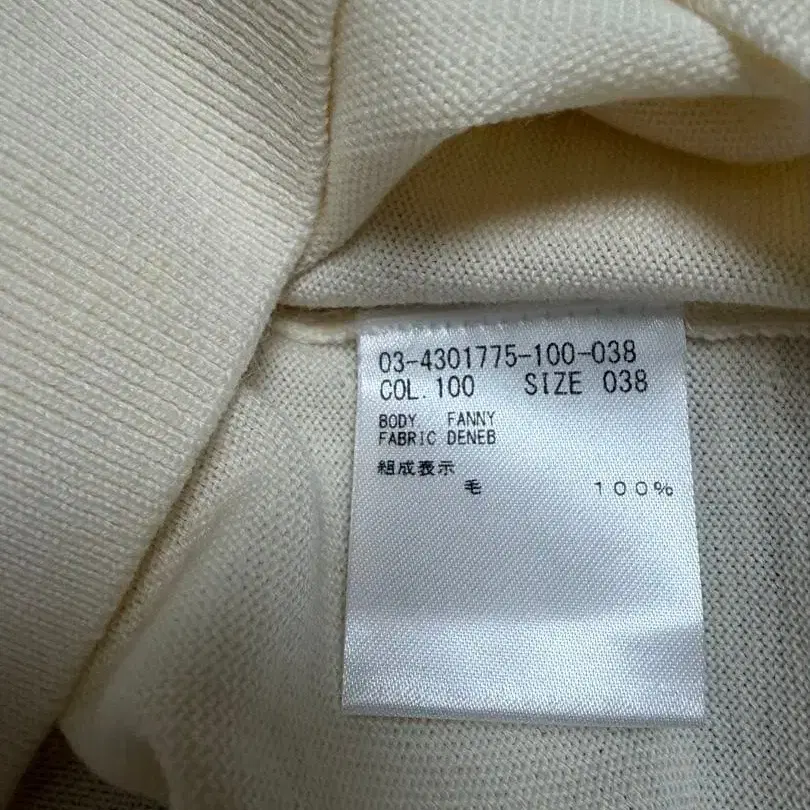 03-4301775-100-038
COL.100 SIZE 038
BODY FANNY
FABRIC DENEB
組成表示
毛 100%